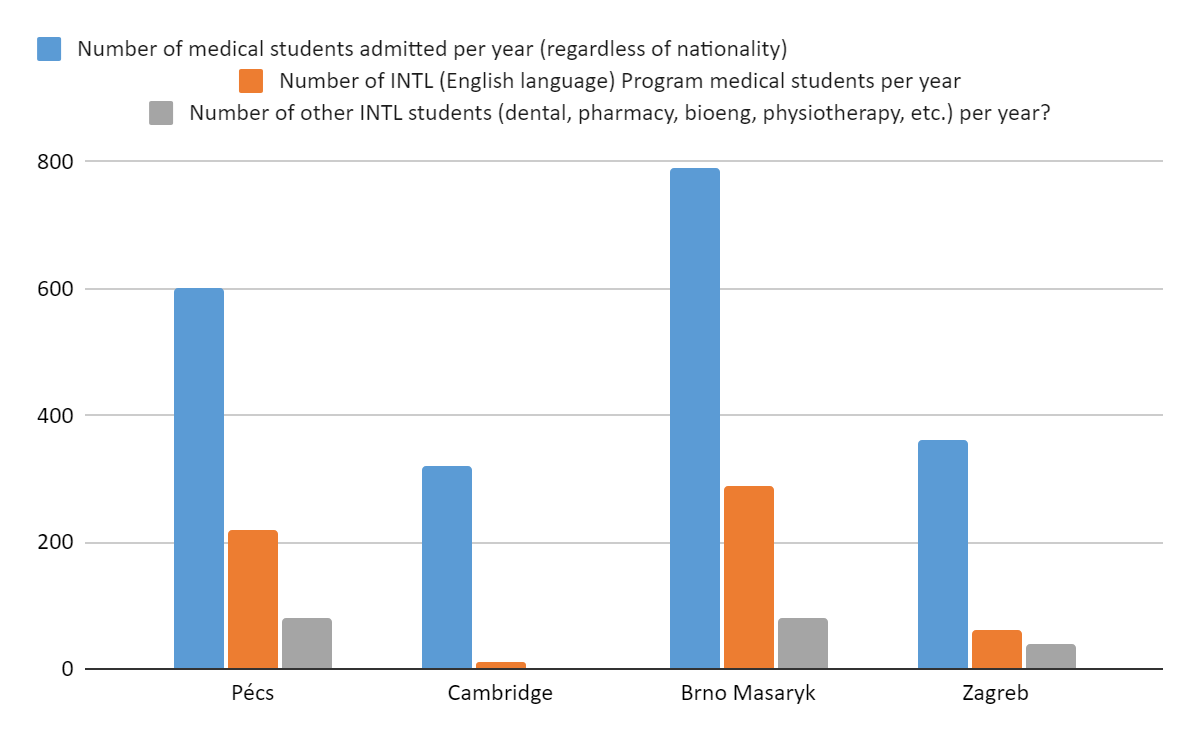 Number of medical students admitted per year (regardless of nationality)
Number of INTL (English language) Program medical students per year
Number of other INTL students (dental, pharmacy, bioeng, physiotherapy, etc.) per year?
800
600
400
200
0
Pécs Cambridge Brno Masaryk Zagreb